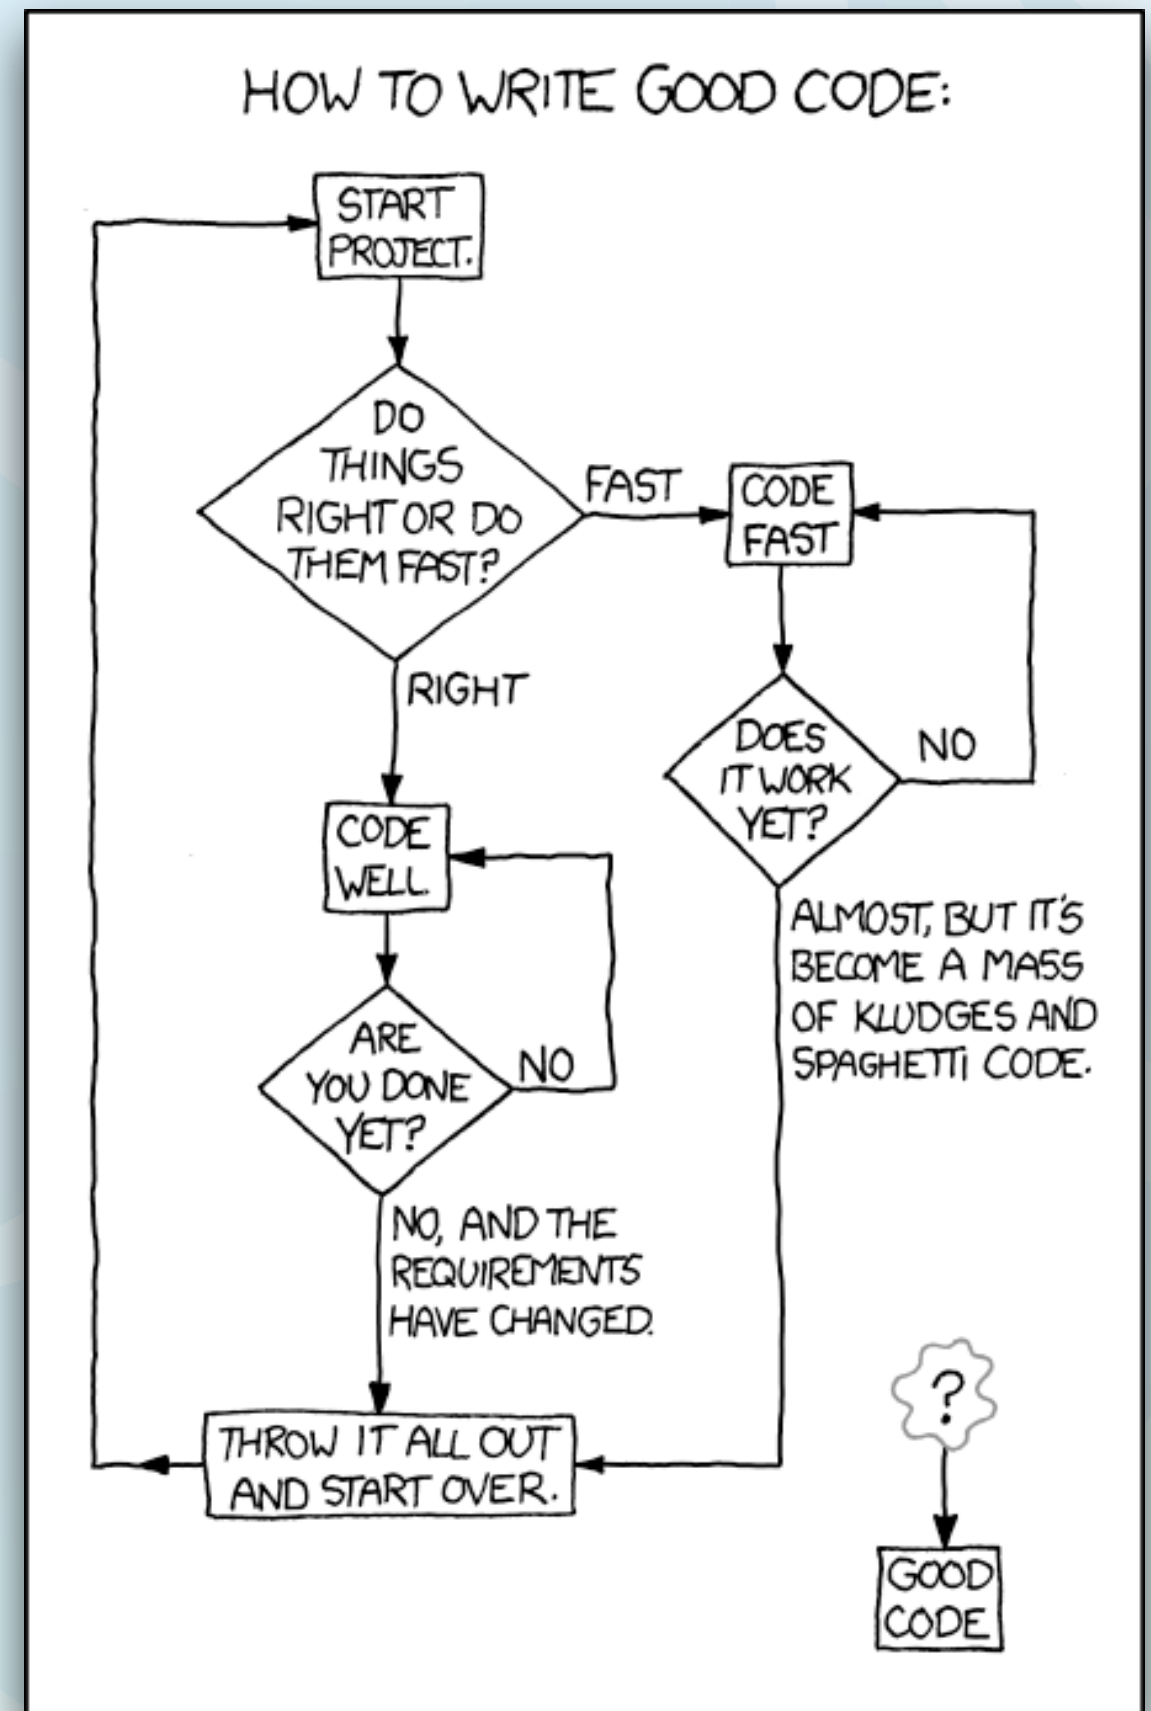 HOW TO WRITE GOOD CODE:
START
PROJECT.
DO
THINGS
RIGHT OR DO
THEM FAST?
FAST
CODE
FAST
RIGHT
DOES
IT WORK
YET?
NO
CODE
WELL.
ALMOST, BUT IT'S
BECOME A MASS
OF KLUDGES AND
SPAGHETTI CODE.
ARE
YOU DONE
YET?
NO
NO, AND THE
REQUIREMENTS
HAVE CHANGED.
THROW IT ALL OUT
AND START OVER.
?
GOOD
CODE